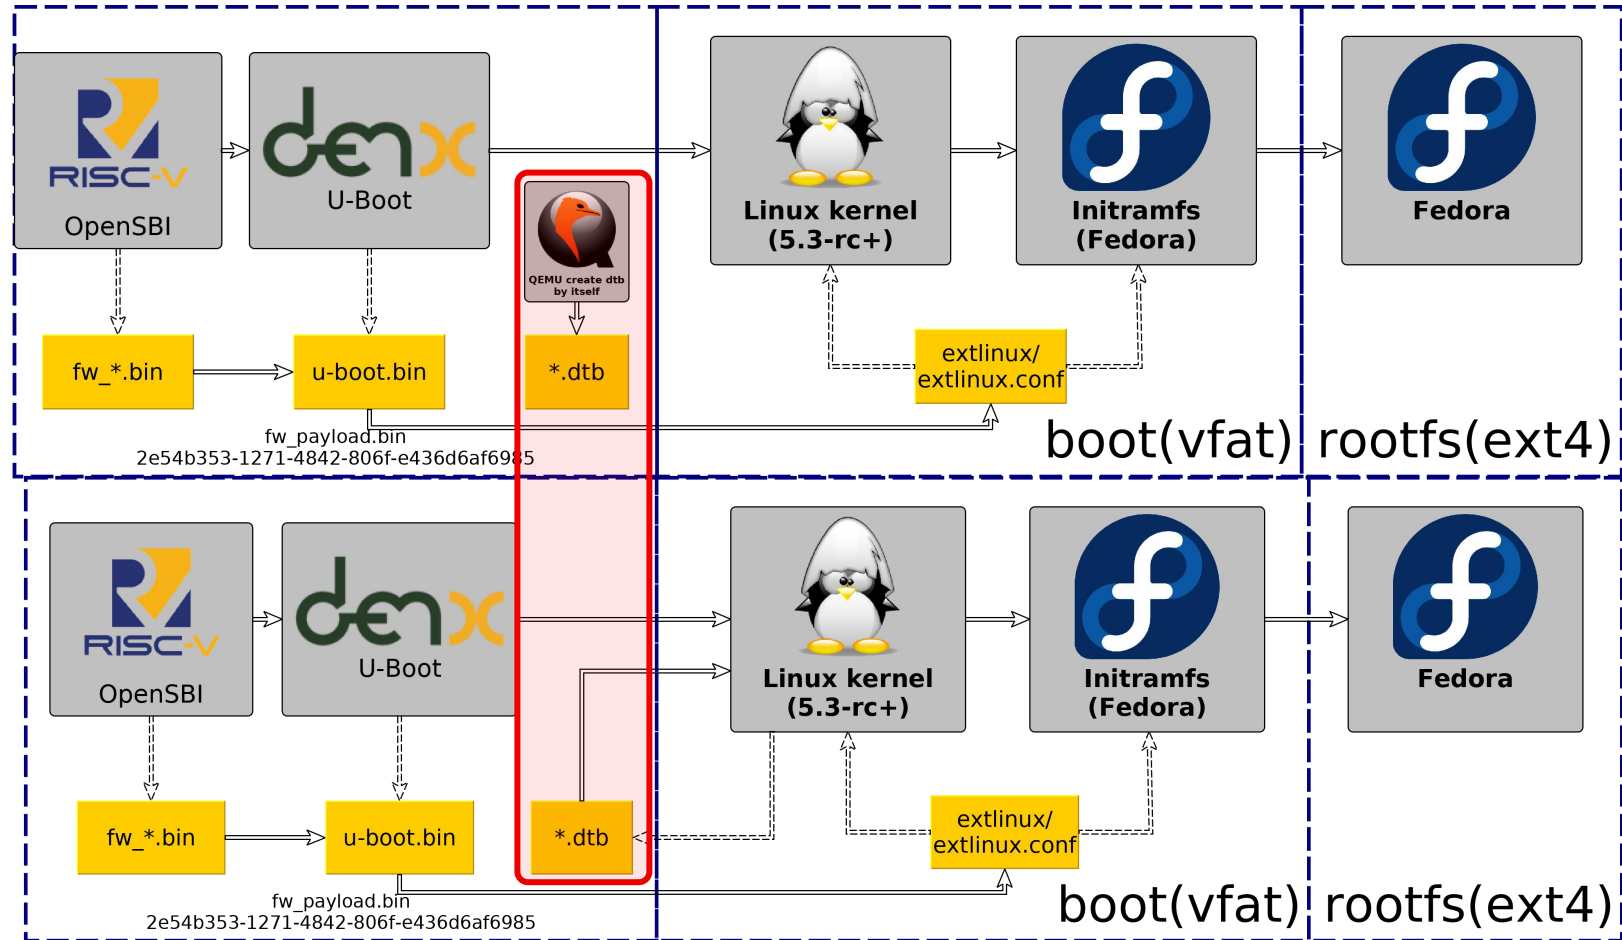 RISC-V
OpenSBI
denx
U-Boot
QEMU create dtb
by itself
Linux kernel
(5.3-rc+)
Initramfs
(Fedora)
Fedora
fw_*.bin
u-boot.bin
*.dtb
extlinux/
extlinux.conf
fw_payload.bin
2e54b353-1271-4842-806f-e436d6af6985
boot(vfat)
rootfs(ext4)
RISC-V
OpenSBI
denx
U-Boot
Linux kernel
(5.3-rc+)
Initramfs
(Fedora)
Fedora
fw_*.bin
u-boot.bin
*.dtb
extlinux/
extlinux.conf
fw_payload.bin
2e54b353-1271-4842-806f-e436d6af6985
boot(vfat)
rootfs(ext4)